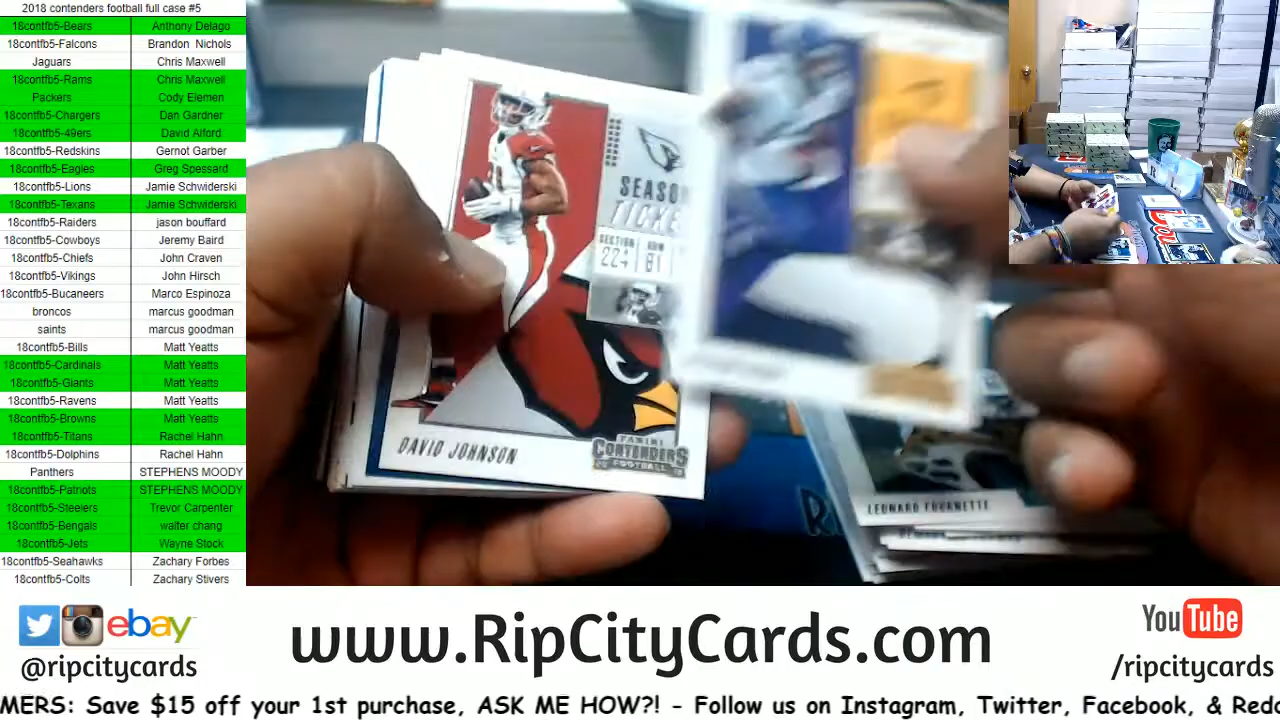 2018 contenders football full case #5
18contfb5-Bears Anthony Delago
18contfb5-Falcons Brandon Nichols
Jaguars Chris Maxwell
18contfb5-Rams Chris Maxwell
Packers Cody Elemen
18contfb5-Chargers Dan Gardner
18contfb5-49ers David Alford
18contfb5-Redskins Gernot Garber
18contfb5-Eagles Greg Spessard
18contfb5-Lions Jamie Schwiderski
18contfb5-Texans Jamie Schwiderski
18contfb5-Raiders jason bouffard
18contfb5-Cowboys Jeremy Baird
18contfb5-Chiefs John Craven
18contfb5-Vikings John Hirsch
18contfb5-Bucaneers Marco Espinoza
broncos marcus goodman
saints marcus goodman
18contfb5-Bills Matt Yeatts
18contfb5-Cardinals Matt Yeatts
18contfb5-Giants Matt Yeatts
18contfb5-Ravens Matt Yeatts
18contfb5-Browns Matt Yeatts
18contfb5-Titans Rachel Hahn
18contfb5-Dolphins Rachel Hahn
Panthers STEPHENS MOODY
18contfb5-Patriots STEPHENS MOODY
18contfb5-Steelers Trevor Carpenter
18contfb5-Bengals walter chang
18contfb5-Jets Wayne Stock
18contfb5-Seahawks Zachary Forbes
18contfb5-Colts Zachary Stivers
SEASON
TICKE
SECTION
224
ROW
DAVID JOHNSON
PANINI
CONTENDERS
FOOTBALL
LEONARD FOURNETTE
ebay
@ripcitycards
www.RipCityCards.com
YouTube
/ripcitycards
MERS: Save $15 off your 1st purchase, ASK ME HOW?! - Follow us on Instagram, Twitter, Facebook, & Redd